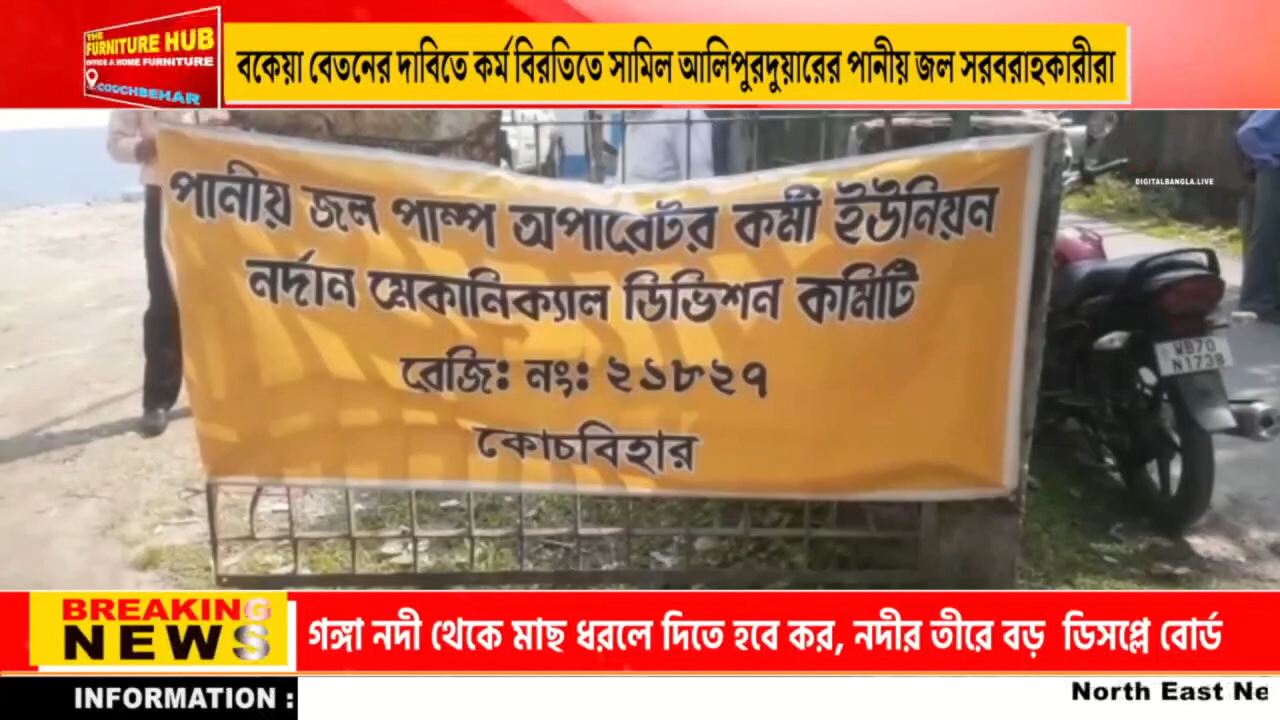 THE
FURNITURE HUB
OFFICE & HOME FURNITURE
COOCHBEHAR
বকেয়া বেতনের দাবিতে কর্ম বিরতিতে সামিল আলিপুরদুয়ারের পানীয় জল সরবরাহকারীরা
DIGITALBANGLA.LIVE
পানীয় জল পাম্প অপারেটর কর্মী ইউনিয়ন
নর্দান মেকানিক্যাল ডিভিশন কমিটি
রেজি: নং: ২১৮২৭
কোচবিহার
WB70
N1738
BREAKING
NEWS
গঙ্গা নদী থেকে মাছ ধরলে দিতে হবে কর, নদীর তীরে বড় ডিসপ্লে বোর্ড
INFORMATION :
North East Ne